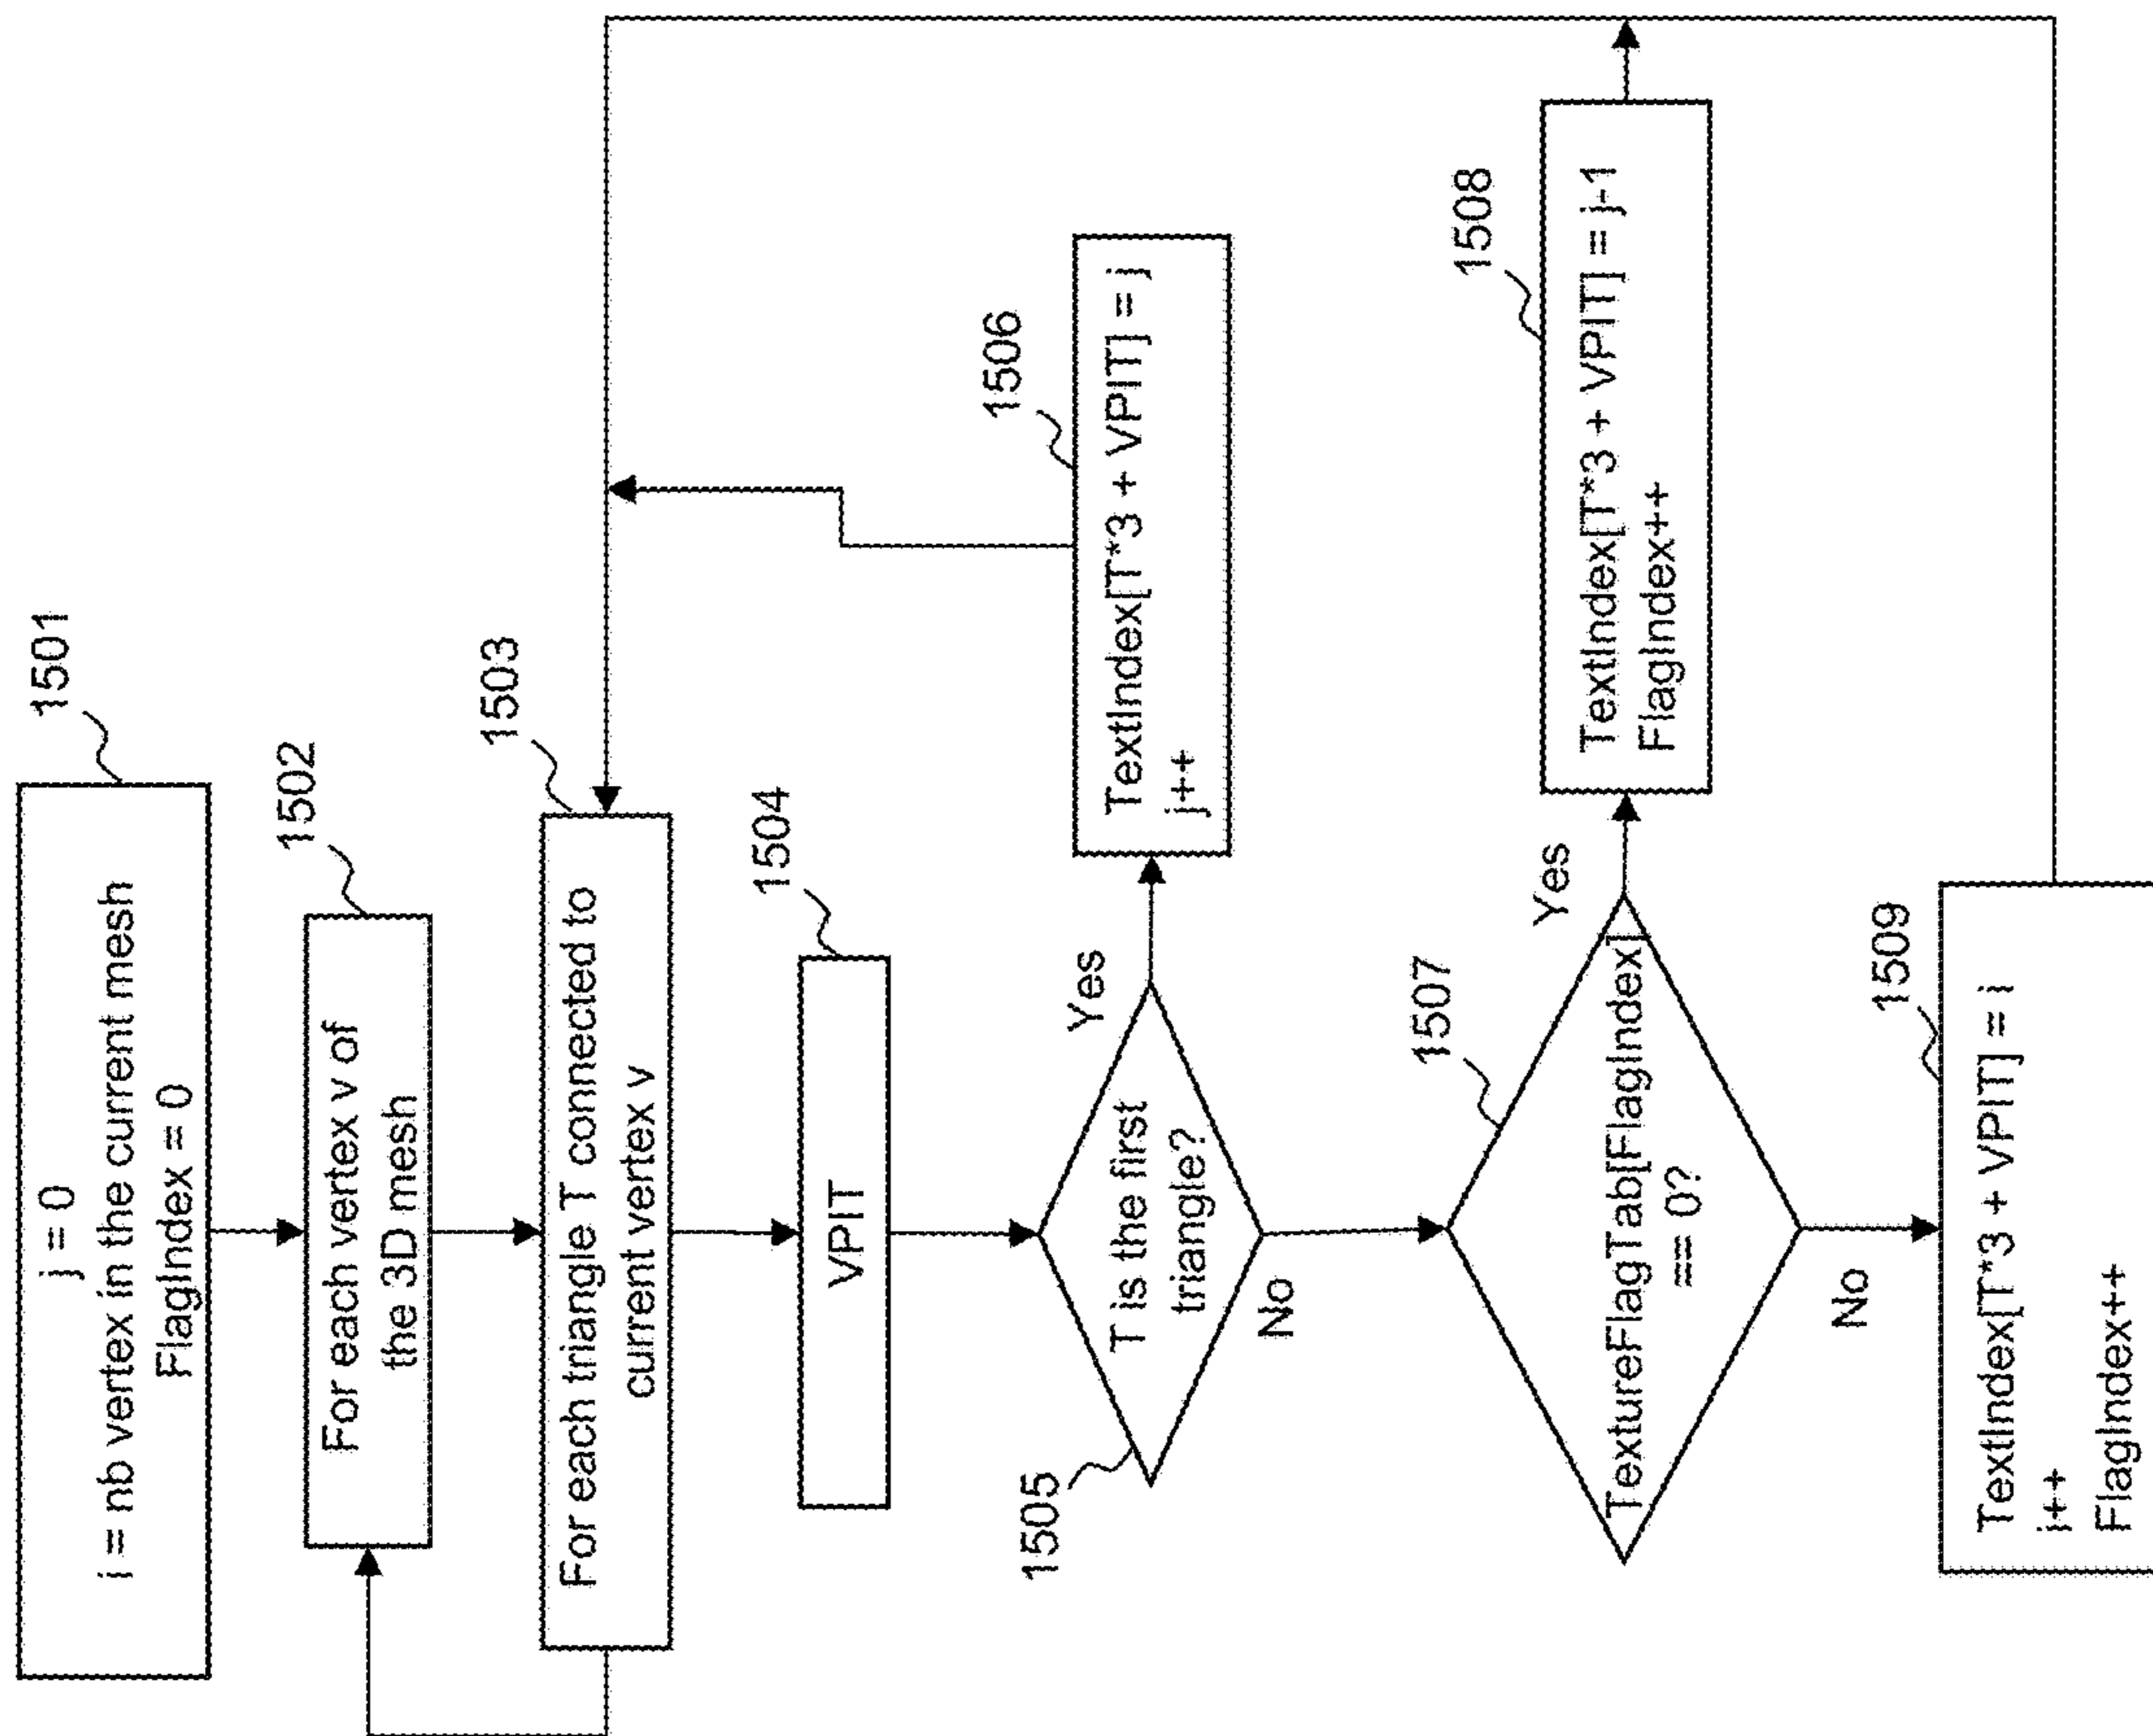 1501
j = 0
i = nb vertex in the current mesh
FlagIndex = 0
1502
For each vertex v of
the 3D mesh
1503
For each triangle T connected to
current vertex v
1504
VPIT
1505
T is the first
triangle?
Yes
No
1506
TextIndex[T*3 + VPIT] = j
j++
1507
TextureFlagTab[FlagIndex]
== 0?
Yes
No
1508
TextIndex[T*3 + VPIT] = j-1
FlagIndex++
1509
TextIndex[T*3 + VPIT] = i
i++
FlagIndex++